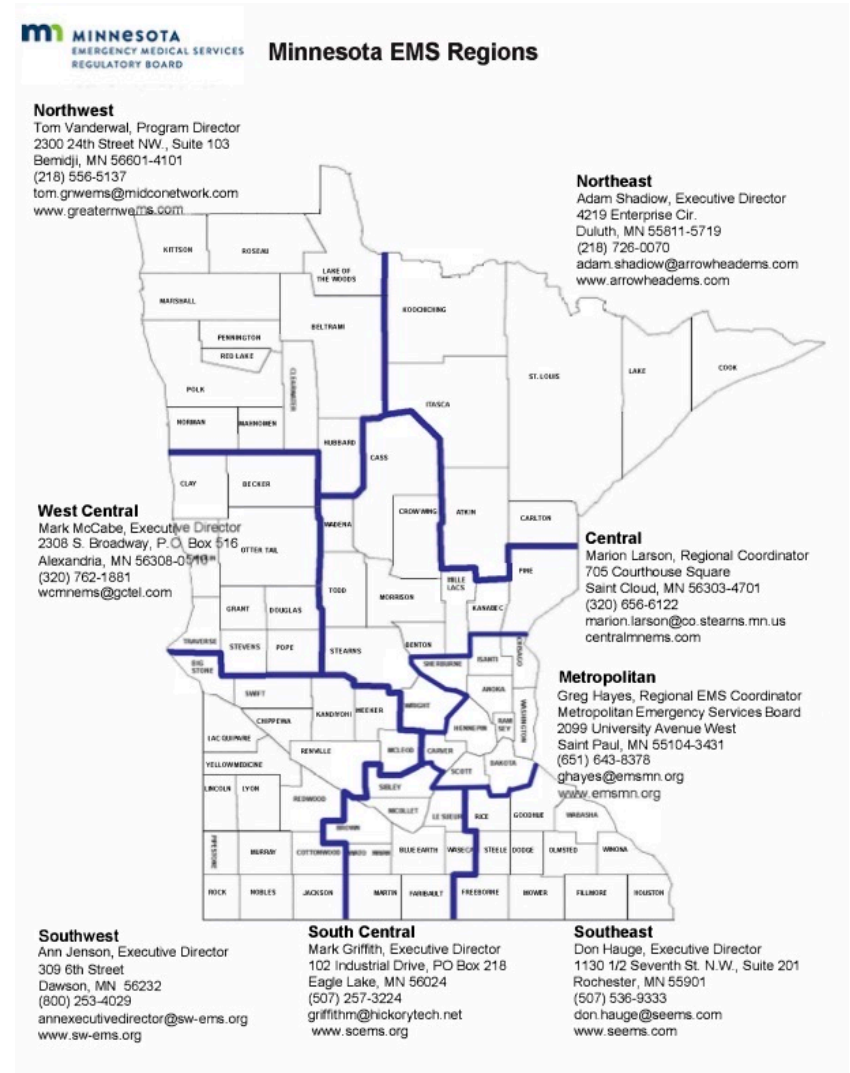 MINNESOTA
EMERGENCY MEDICAL SERVICES
REGULATORY BOARD
Minnesota EMS Regions
Northwest
Tom Vanderwal, Program Director
2300 24th Street NW., Suite 103
Bemidji, MN 56601-4101
(218) 556-5137
tom.gnwems@midconetwork.com
www.greaternwems.com
Northeast
Adam Shadiow, Executive Director
4219 Enterprise Cir.
Duluth, MN 55811-5719
(218) 726-0070
adam.shadiow@arrowheadems.com
www.arrowheadems.com
KITTSON
ROSEAU
LAKE OF
THE WOODS
MARSHALL
KOOCHICHING
BELTRAMI
PENNINGTON
RED LAKE
CLEARWATER
POLK
ST. LOUIS
LAKE
COOK
ITASCA
NORMAN
MAHNOMEN
HUBBARD
CASS
CLAY
BECKER
West Central
Mark McCabe, Executive Director
2308 S. Broadway, P.O. Box 516
Alexandria, MN 56308-0516
(320) 762-1881
wcmnems@gctel.com
WADENA
CROW WING
AITKIN
CARLTON
OTTER TAIL
Central
Marion Larson, Regional Coordinator
705 Courthouse Square
Saint Cloud, MN 56303-4701
(320) 656-6122
marion.larson@co.stearns.mn.us
centralmnems.com
PINE
MILLE
LACS
KANABEC
TODD
MORRISON
GRANT
DOUGLAS
TRAVERSE
STEVENS
POPE
STEARNS
BENTON
SHERBURNE
ISANTI
CHISAGO
BIG
STONE
SWIFT
KANDIYOHI
MEEKER
WRIGHT
ANOKA
WASHINGTON
HENNEPIN
RAM
SEY
Metropolitan
Greg Hayes, Regional EMS Coordinator
Metropolitan Emergency Services Board
2099 University Avenue West
Saint Paul, MN 55104-3431
(651) 643-8378
ghayes@emsmn.org
www.emsmn.org
CHIPPEWA
LAC QUIPARLE
RENVILLE
MCLEOD
CARVER
SCOTT
DAKOTA
YELLOW MEDICINE
LINCOLN
LYON
REDWOOD
SIBLEY
NICOLLET
LE SUEUR
RICE
GOODHUE
WABASHA
BROWN
PIPESTONE
MURRAY
COTTONWOOD
BLUE EARTH
WASECA
STEELE
DODGE
OLMSTED
WINONA
ROCK
NOBLES
JACKSON
MARTIN
FARIBAULT
FREEBORNE
MOWER
FILLMORE
HOUSTON
Southwest
Ann Jenson, Executive Director
309 6th Street
Dawson, MN 56232
(800) 253-4029
annexecutivedirector@sw-ems.org
www.sw-ems.org
South Central
Mark Griffith, Executive Director
102 Industrial Drive, PO Box 218
Eagle Lake, MN 56024
(507) 257-3224
griffithm@hickorytech.net
www.scems.org
Southeast
Don Hauge, Executive Director
1130 1/2 Seventh St. N.W., Suite 201
Rochester, MN 55901
(507) 536-9333
don.hauge@seems.com
www.seems.com